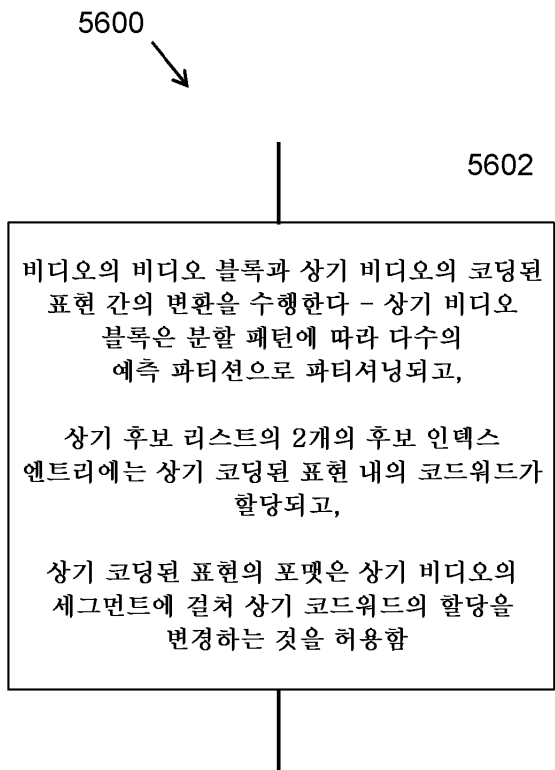 5600
5602
비디오의 비디오 블록과 상기 비디오의 코딩된
표현 간의 변환을 수행한다 – 상기 비디오
블록은 분할 패턴에 따라 다수의
예측 파티션으로 파티셔닝되고,
상기 후보 리스트의 2개의 후보 인덱스
엔트리에는 상기 코딩된 표현 내의 코드워드가
할당되고,
상기 코딩된 표현의 포맷은 상기 비디오의
세그먼트에 걸쳐 상기 코드워드의 할당을
변경하는 것을 허용함